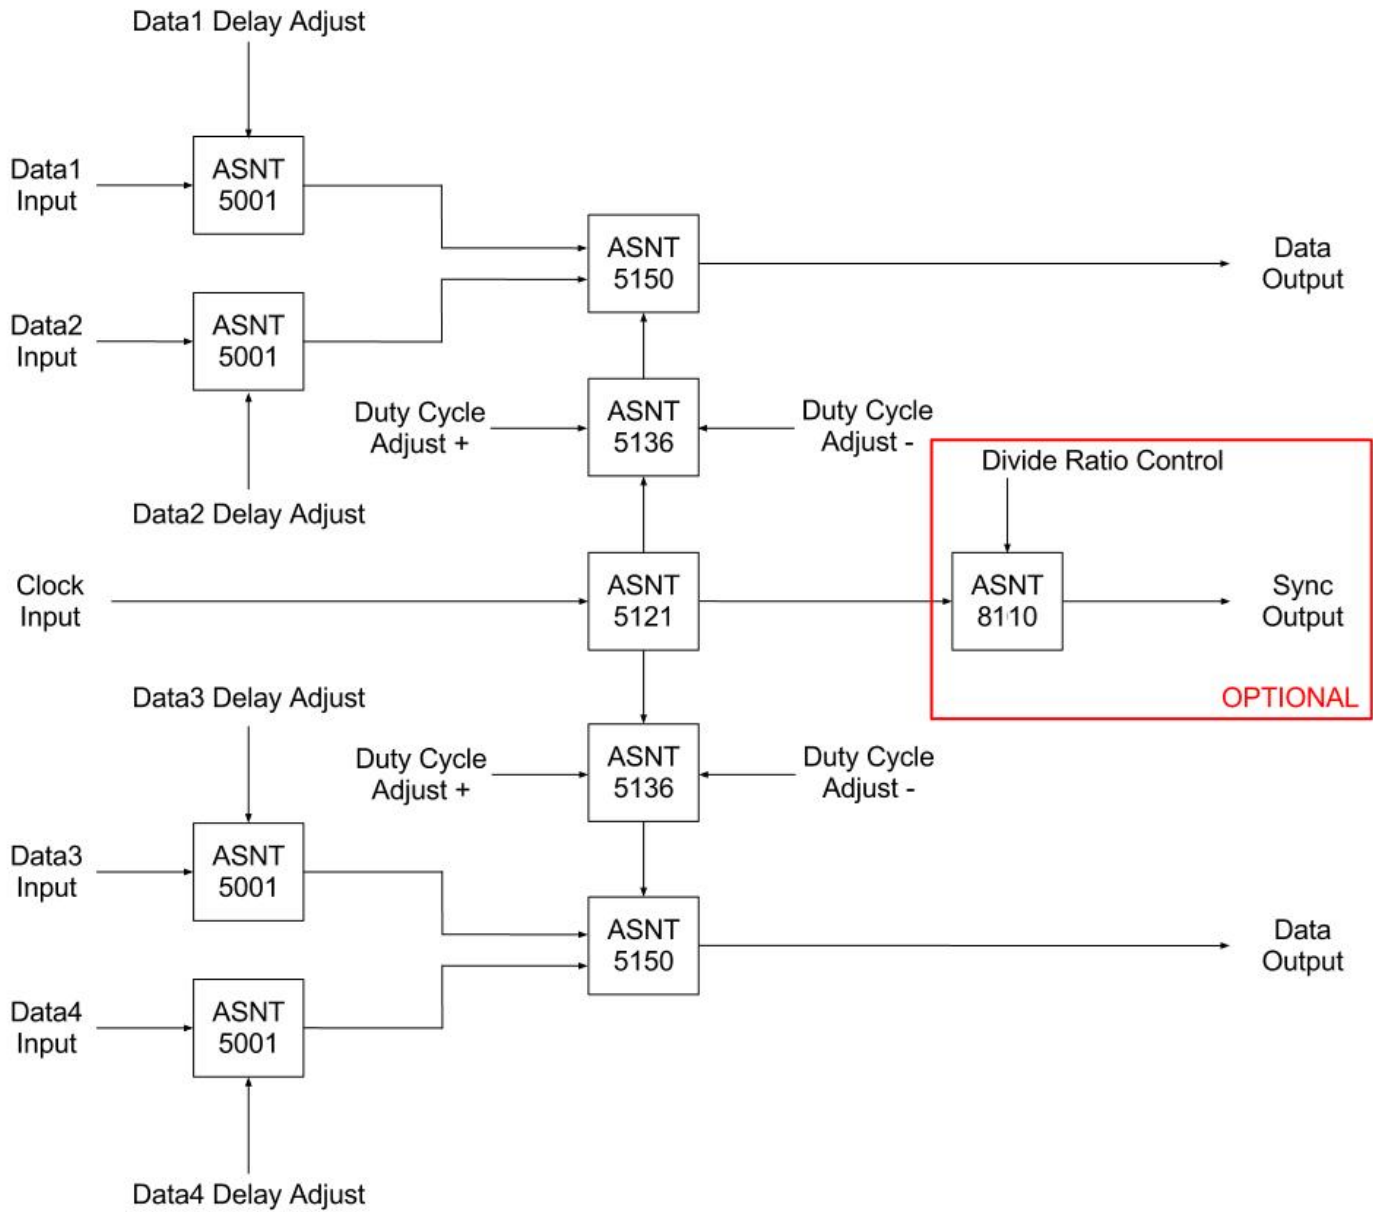 Data1 Delay Adjust
Data1
Input
ASNT
5001
ASNT
5150
Data
Output
Data2
Input
ASNT
5001
Duty Cycle
Adjust +
ASNT
5136
Duty Cycle
Adjust -
Data2 Delay Adjust
Divide Ratio Control
Clock
Input
ASNT
5121
ASNT
8110
Sync
Output
OPTIONAL
Data3 Delay Adjust
Duty Cycle
Adjust +
ASNT
5136
Duty Cycle
Adjust -
Data3
Input
ASNT
5001
ASNT
5150
Data
Output
Data4
Input
ASNT
5001
Data4 Delay Adjust